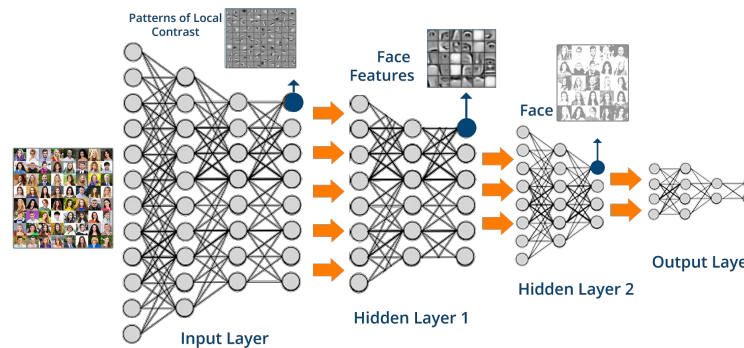 Patterns of Local
Contrast
Face
Features
Face
Input Layer
Hidden Layer 1
Hidden Layer 2
Output Laye